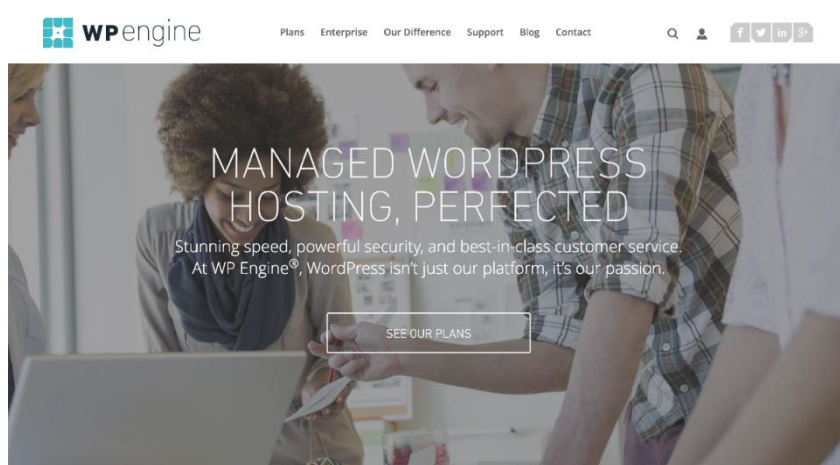 WPengine
Plans Enterprise Our Difference Support Blog Contact
MANAGED WORDPRESS
HOSTING, PERFECTED
Stunning speed, powerful security, and best-in-class customer service.
At WP Engine®, WordPress isn't just our platform, it's our passion.
SEE OUR PLANS